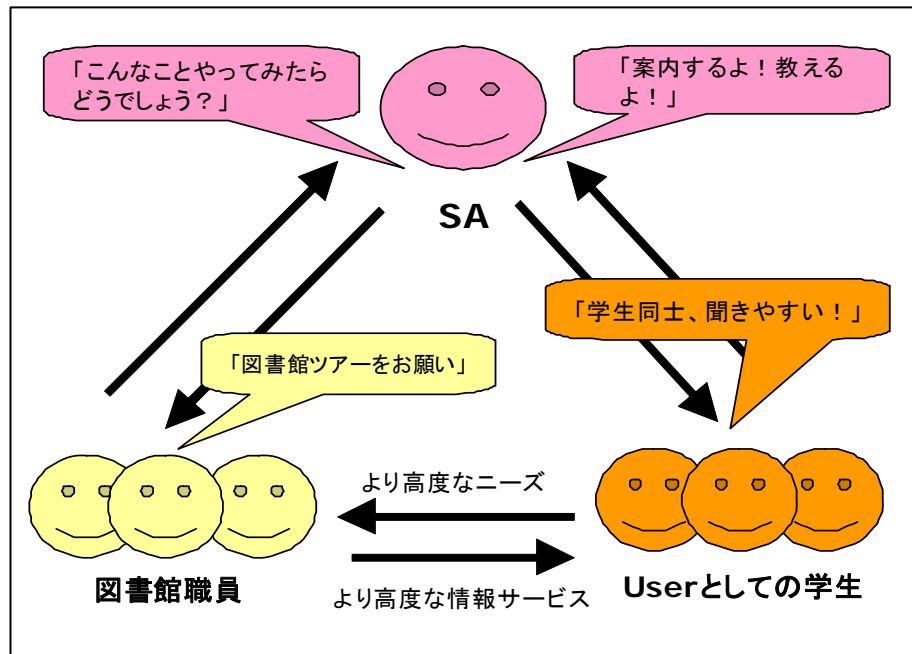 「こんなことやってみたら
どうでしょう？」
「案内するよ！教える
よ！」
SA
「学生同士、聞きやすい！」
「図書館ツアーをお願い」
より高度なニーズ
図書館職員
より高度な情報サービス
Userとしての学生